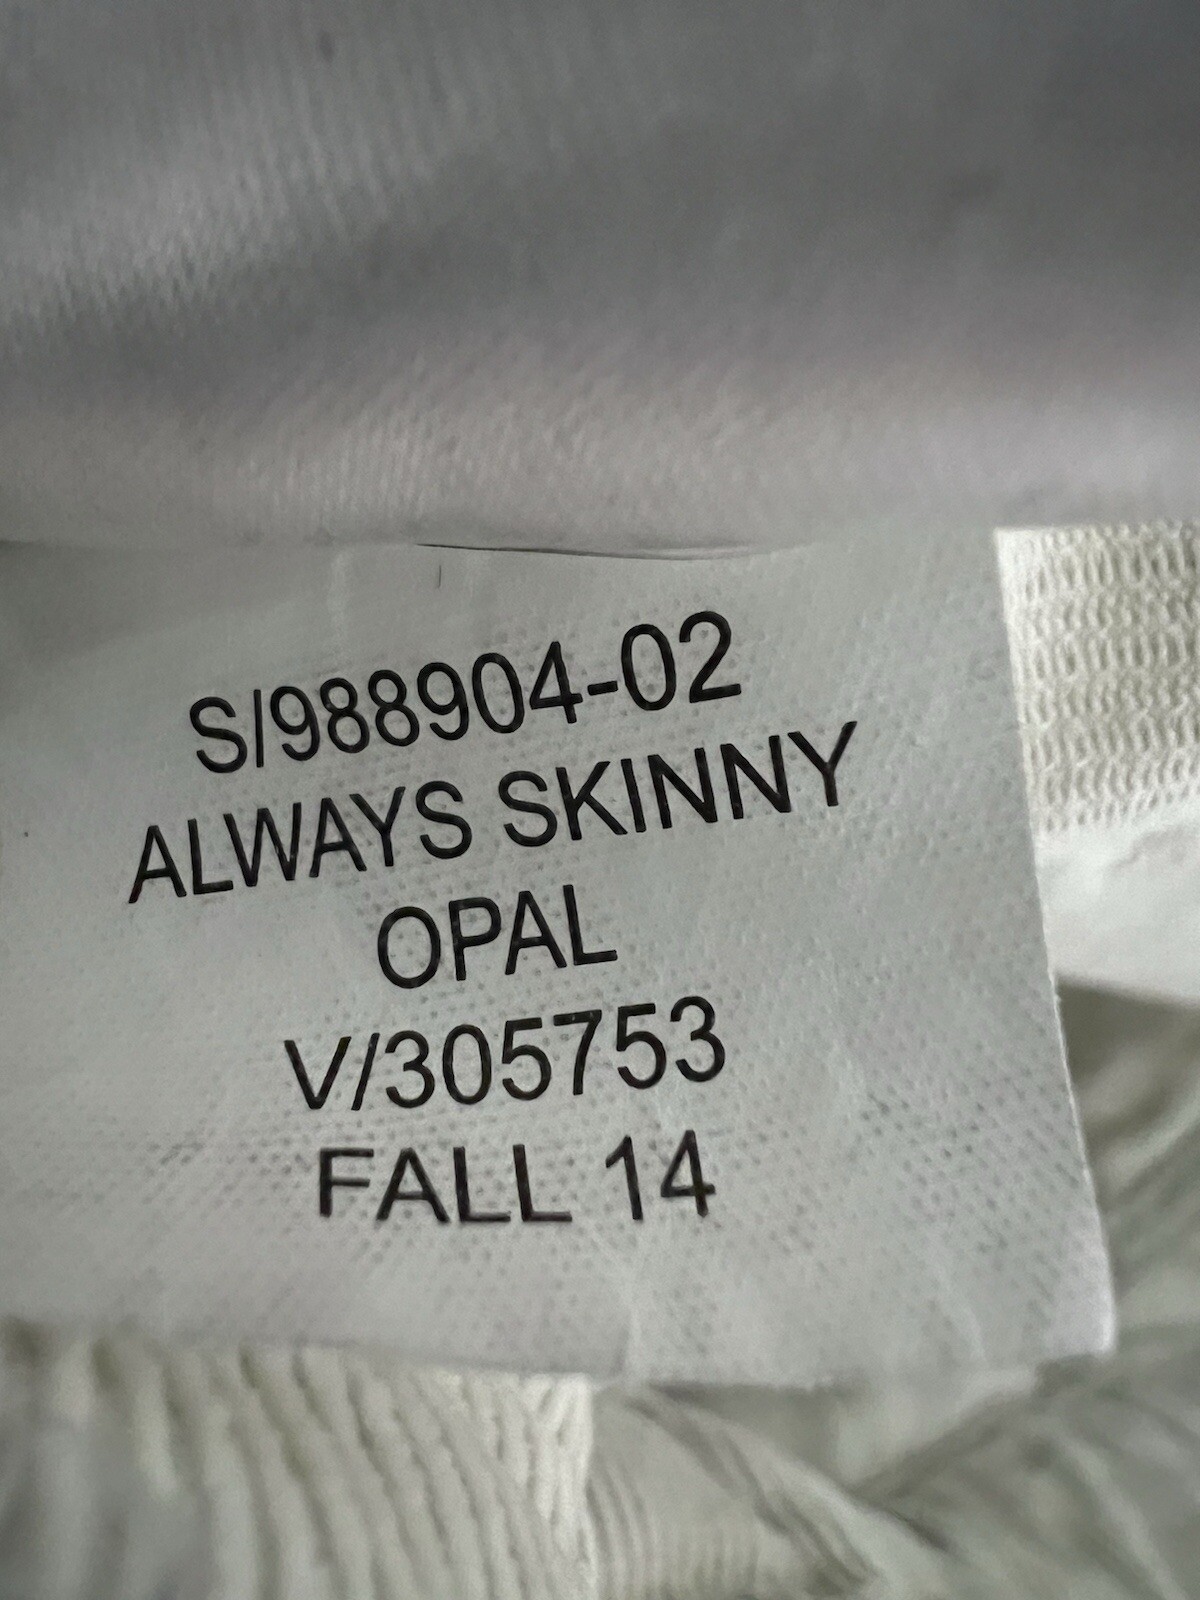 S/988904-02
ALWAYS SKINNY
OPAL
V/305753
FALL 14